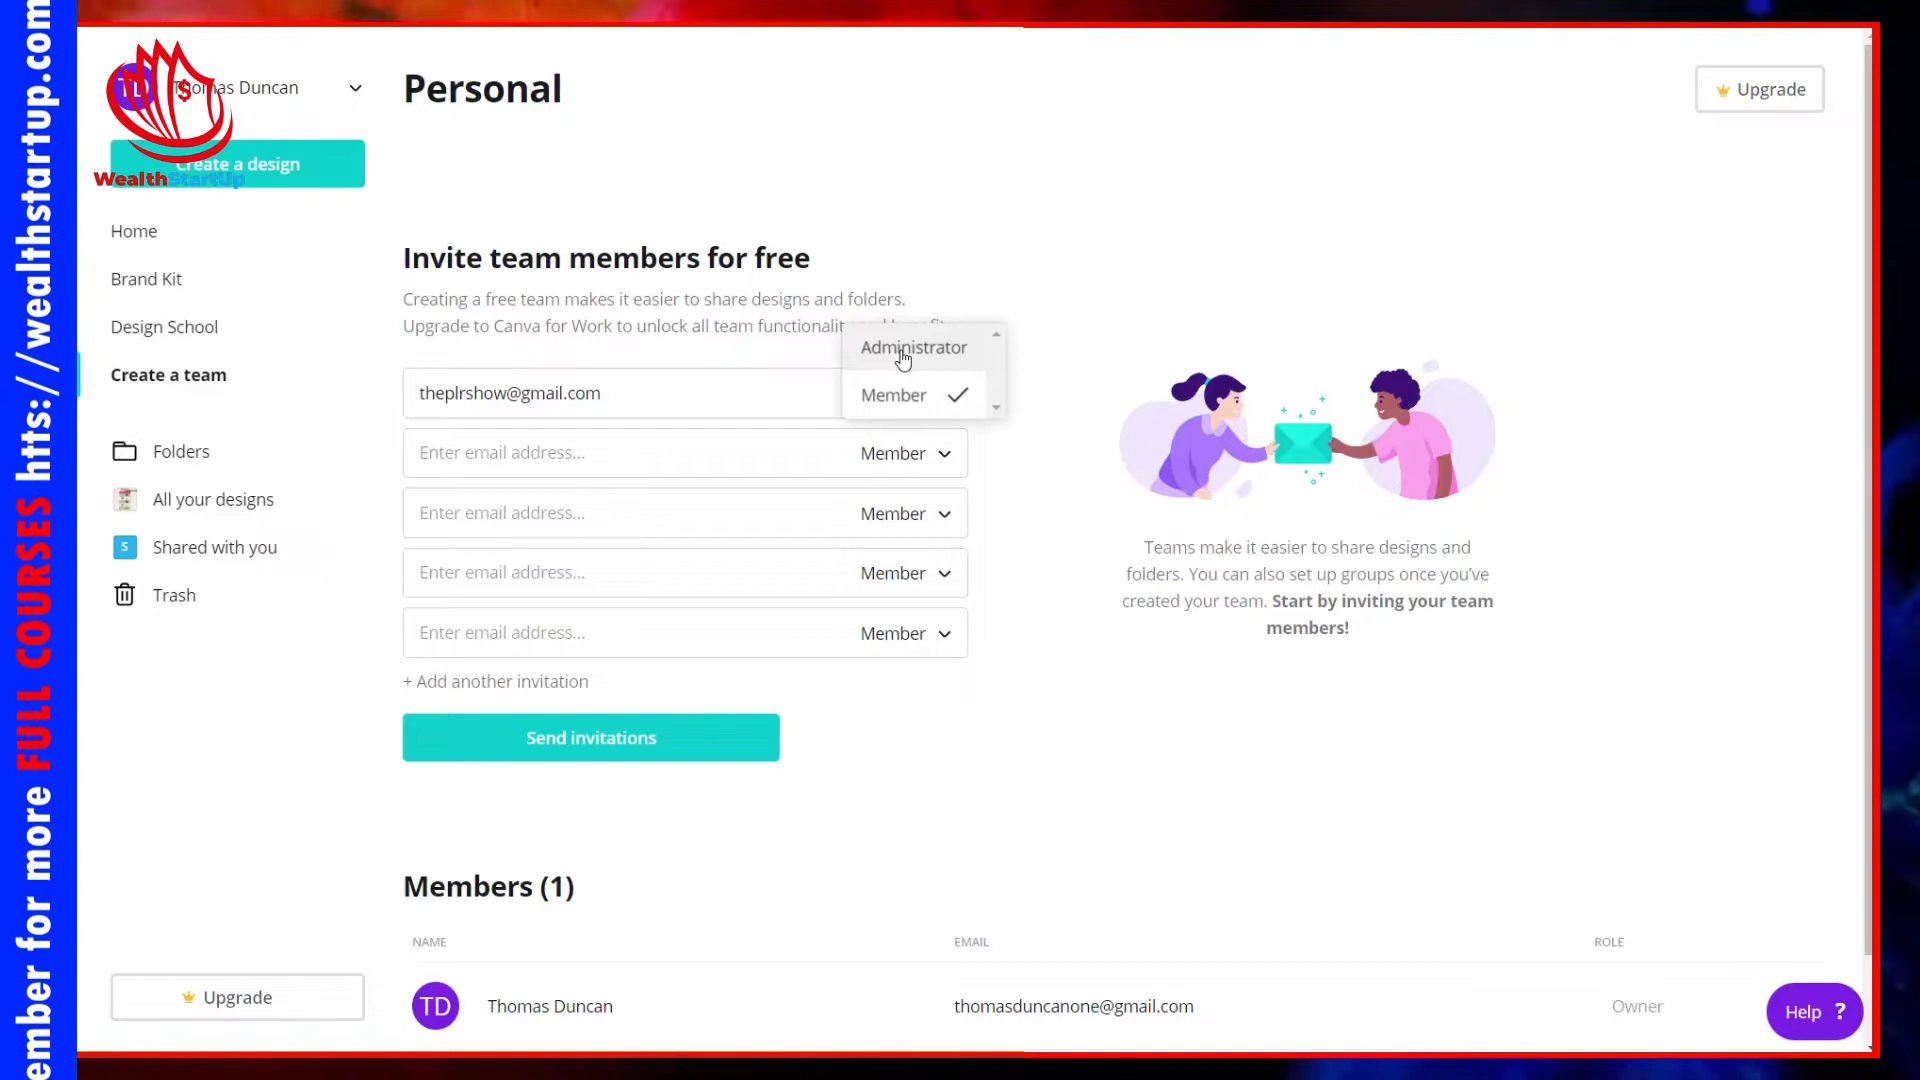 ember for more FULL COURSES htts://wealthstartup.com
Thomas Duncan
Personal
Upgrade
Create a design
WealthStartUp
Home
Brand Kit
Design School
Create a team
Folders
All your designs
S
Shared with you
Trash
Upgrade
Invite team members for free
Creating a free team makes it easier to share designs and folders.
Upgrade to Canva for Work to unlock all team
Administrator
Member
theplrshow@gmail.com
Enter email address... Member
Enter email address... Member
Enter email address... Member
Enter email address... Member
+ Add another invitation
Send invitations
Teams make it easier to share designs and
folders. You can also set up groups once you've
created your team. Start by inviting your team
members!
Members (1)
NAME EMAIL ROLE
TD Thomas Duncan thomasduncanone@gmail.com Owner
Help ?